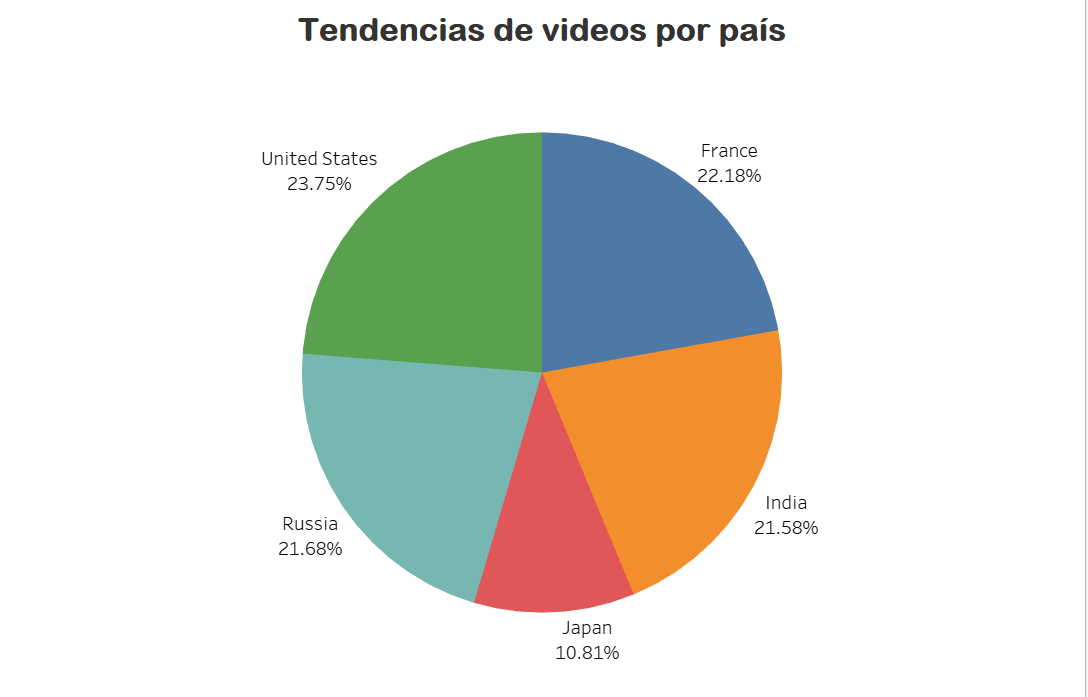 Tendencias de videos por país
United States
23.75%
France
22.18%
India
21.58%
Russia
21.68%
Japan
10.81%